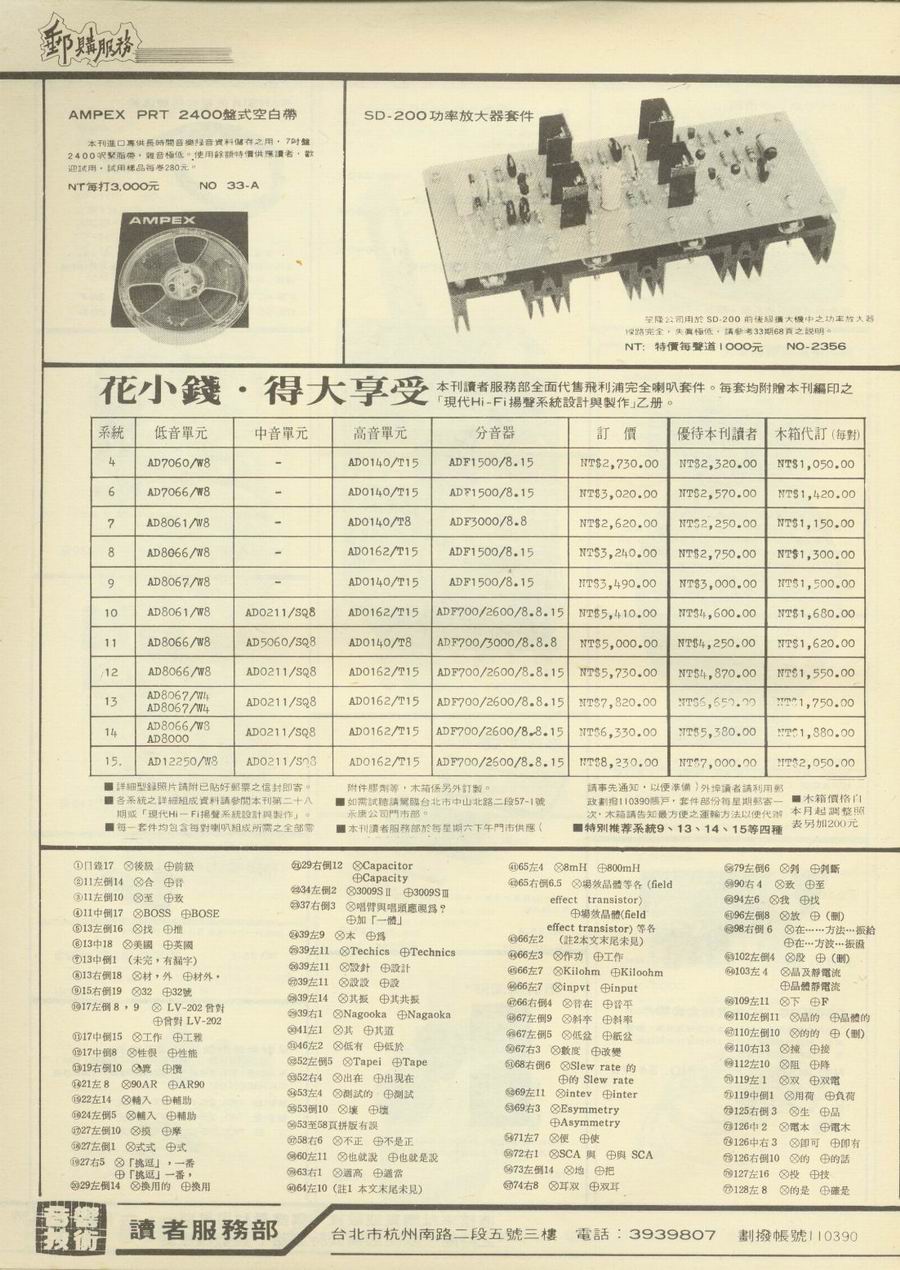 郵購服務
AMPEX PRT 2400盤式空白帶
本刊進口專供長時間音樂錄音資料儲存之用，7吋盤
2400呎緊脂帶，雜音極低。使用餘額特價供應讀者，歡
迎試用，試用樣品每卷280元。
NT每打3,000元 NO 33-A
AMPEX
SD-200功率放大器套件
至隆公司用於SD-200 前後級擴大機中之功率放大器
線路完全，失真極低，請參考33期68頁之說明。
NT: 特價每聲道1000元 NO-2356
花小錢・得大享受
本刊讀者服務部全面代售飛利浦完全喇叭套件。每套均附贈本刊編印之
「現代Hi-Fi揚聲系統設計與製作」乙册。
系統 低音單元 中音單元 高音單元 分音器 訂 價 優待本刊讀者 木箱代訂(每對)
4 AD7060/W8 - AD0140/T15 ADF1500/8.15 NT$2,730.00 NT$2,320.00 NT$1,050.00
6 AD7066/W8 - AD0140/T15 ADF1500/8.15 NT$3,020.00 NT$2,570.00 NT$1,420.00
7 AD8061/W8 - AD0140/T8 ADF3000/8.8 NT$2,620.00 NT$2,250.00 NT$1,150.00
8 AD8066/W8 - AD0162/T15 ADF1500/8.15 NT$3,240.00 NT$2,750.00 NT$1,300.00
9 AD8067/W8 - AD0140/T15 ADF1500/8.15 NT$3,490.00 NT$3,000.00 NT$1,500.00
10 AD8061/W8 AD0211/SQ8 AD0162/T15 ADF700/2600/8.8.15 NT$5,410.00 NT$4,600.00 NT$1,680.00
11 AD8066/W8 AD5060/SQ8 AD0140/T8 ADF700/3000/8.8.8 NT$5,000.00 NT$4,250.00 NT$1,620.00
12 AD8066/W8 AD0211/SQ8 AD0162/T15 ADF700/2600/8.8.15 NT$5,730.00 NT$4,870.00 NT$1,550.00
13 AD8067/W4 AD8067/W4 AD0211/SQ8 AD0162/T15 ADF700/2600/8.8.15 NT$7,820.00 NT$6,650.00 NT$1,750.00
14 AD8066/W8 AD8000 AD0211/SQ8 AD0162/T15 ADF700/2600/8.8.15 NT$6,330.00 NT$5,380.00 NT$1,880.00
15. AD12250/W8 AD0211/SQ8 AD0162/T15 ADF700/2600/8.8.15 NT$8,230.00 NT$7,000.00 NT$2,050.00
■詳細型錄照片請附已貼好郵票之信封即寄。
■各系統之詳細組成資料請參閱本刊第二十八
期或「現代Hi-Fi揚聲系統設計與製作」。
■每一套件均包含每對喇叭組成所需之全部零
附件膠劑等，木箱係另外訂製。
■如需試聽請駕臨台北市中山北路二段57-1號
永康公司門市部。
■本刊讀者服務部於每星期六下午門市供應(
請事先通知，以便準備)外埠讀者請利用郵
政劃撥110390賬戶，套件部份每星期郵寄一
次，木箱請告知最方便之運輸方法以便代辦
■特別推荐系統9、13、14、15等四種
■木箱價格自
本月起調整照
表另加200元
①目錄17 ⊗後級 ⊕前級
②11左倒14 ⊗合 ⊕音
③11左倒10 ⊗至 ⊕致
④11中倒17 ⊗BOSS ⊕BOSE
⑤13左倒16 ⊗找 ⊕推
⑥13中18 ⊗美國 ⊕英國
⑦13中倒1 (未完，有漏字)
⑧13右倒18 ⊗材，外 ⊕材外，
⑨15右倒19 ⊗32 ⊕32號
⑩17左倒8，9 ⊗ LV-202 曾對
⊕曾對 LV-202
⑪17中倒15 ⊗工作 ⊕工雅
⑫17中倒8 ⊗性很 ⊕性能
⑬19右倒10 ⊗應 ⊕攤
⑭21左8 ⊗90AR ⊕AR90
⑮22左14 ⊗輔入 ⊕輔助
⑯24左倒5 ⊗輔入 ⊕輔助
⑰27左倒10 ⊗摸 ⊕摩
⑱27左倒1 ⊗式式 ⊕式
⑲27右5 ⊗「挑逗」，一番
⊕「挑逗」一番，
⑳29左倒14 ⊗換用的 ⊕換用
㉑29右倒12 ⊗Capacitor
⊕Capacity
㉒34左倒2 ⊗3009SⅡ ⊕3009SⅢ
㉓37右倒3 ⊗唱臂與唱頭應視爲？
⊕加「一體」
㉔39左9 ⊗本 ⊕爲
㉕39左11 ⊗Techics ⊕Technics
㉖39左11 ⊗設針 ⊕設計
㉗39左11 ⊗設設 ⊕設
㉘39左14 ⊗其振 ⊕其共振
㉙39右1 ⊗Nagooka ⊕Nagaoka
㉚41左1 ⊗其 ⊕其道
㉛46左2 ⊗低有 ⊕低於
㉜52左倒5 ⊗Tapei ⊕Tape
㉝52右4 ⊗出在 ⊕出現在
㉞53左4 ⊗測試的 ⊕測試
㉟53倒10 ⊗壞 ⊕壞
㊱53至58頁拼版有誤
㊲58右6 ⊗不正 ⊕不是正
㊳60左11 ⊗也就說 ⊕也就是說
㊴63右1 ⊗適高 ⊕適當
㊵64左10 (註1 本文末尾未見)
㊶65左4 ⊗8mH ⊕800mH
㊷65右倒6.5 ⊗場效晶體等各 (field
effect transistor)
⊕場效晶體(field
effect transistor) 等各
㊸66左2 (註2本文末尾未見)
㊹66左3 ⊗作功 ⊕工作
㊺66左7 ⊗Kilohm ⊕Kiloohm
㊻66左7 ⊗inpvt ⊕input
㊼66右倒4 ⊗音在 ⊕音平
㊽67左倒9 ⊗斜卒 ⊕斜率
㊾67左倒5 ⊗低盆 ⊕紙盆
㊿67右3 ⊗數度 ⊕改變
68右倒6 ⊗Slew rate 的
⊕的 Slew rate
69左11 ⊗intev ⊕inter
69右3 ⊗Esymmetry
⊕Asymmetry
71左7 ⊗便 ⊕使
72右1 ⊗SCA 與 ⊕與 SCA
73左倒14 ⊗地 ⊕把
74右8 ⊗耳双 ⊕双耳
79左倒6 ⊗判 ⊕判斷
90右4 ⊗致 ⊕至
94左6 ⊗我 ⊕找
96左倒8 ⊗放 ⊕ (刪)
98右倒6 ⊗在……方法…振給
⊕在…方波…振盪
102左倒4 ⊗段 ⊕ (刪)
103左4 ⊗品及靜電流
⊕晶體靜電流
109左11 ⊗下 ⊕F
110左倒11 ⊗品的 ⊕品體的
110左倒10 ⊗的的 ⊕ (刪)
110右13 ⊗撞 ⊕接
112左10 ⊗阻 ⊕降
119左1 ⊗双 ⊕双電
119中倒1 ⊗用荷 ⊕負荷
125右倒3 ⊗生 ⊕品
126中2 ⊗電本 ⊕電木
126中右3 ⊗卽可 ⊕卽有
126右倒10 ⊗的 ⊕的話
127左16 ⊗投 ⊕技
128左8 ⊗的是 ⊕確是
音樂技術
讀者服務部
台北市杭州南路二段五號三樓 電話：3939807 劃撥帳號110390